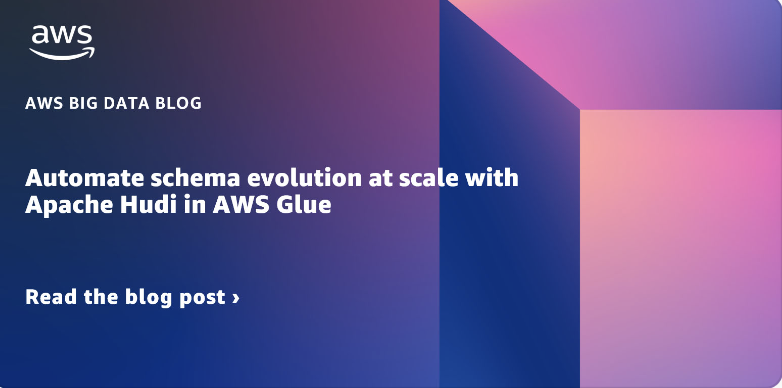 aws
AWS BIG DATA BLOG
Automate schema evolution at scale with
Apache Hudi in AWS Glue
Read the blog post ›